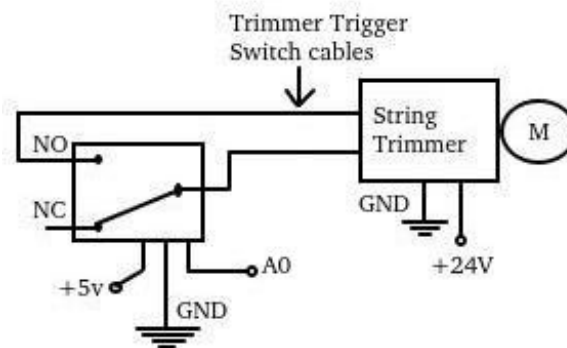 Trimmer Trigger
Switch cables
String
Trimmer
M
NO
NC
GND
+24V
+5v
A0
GND